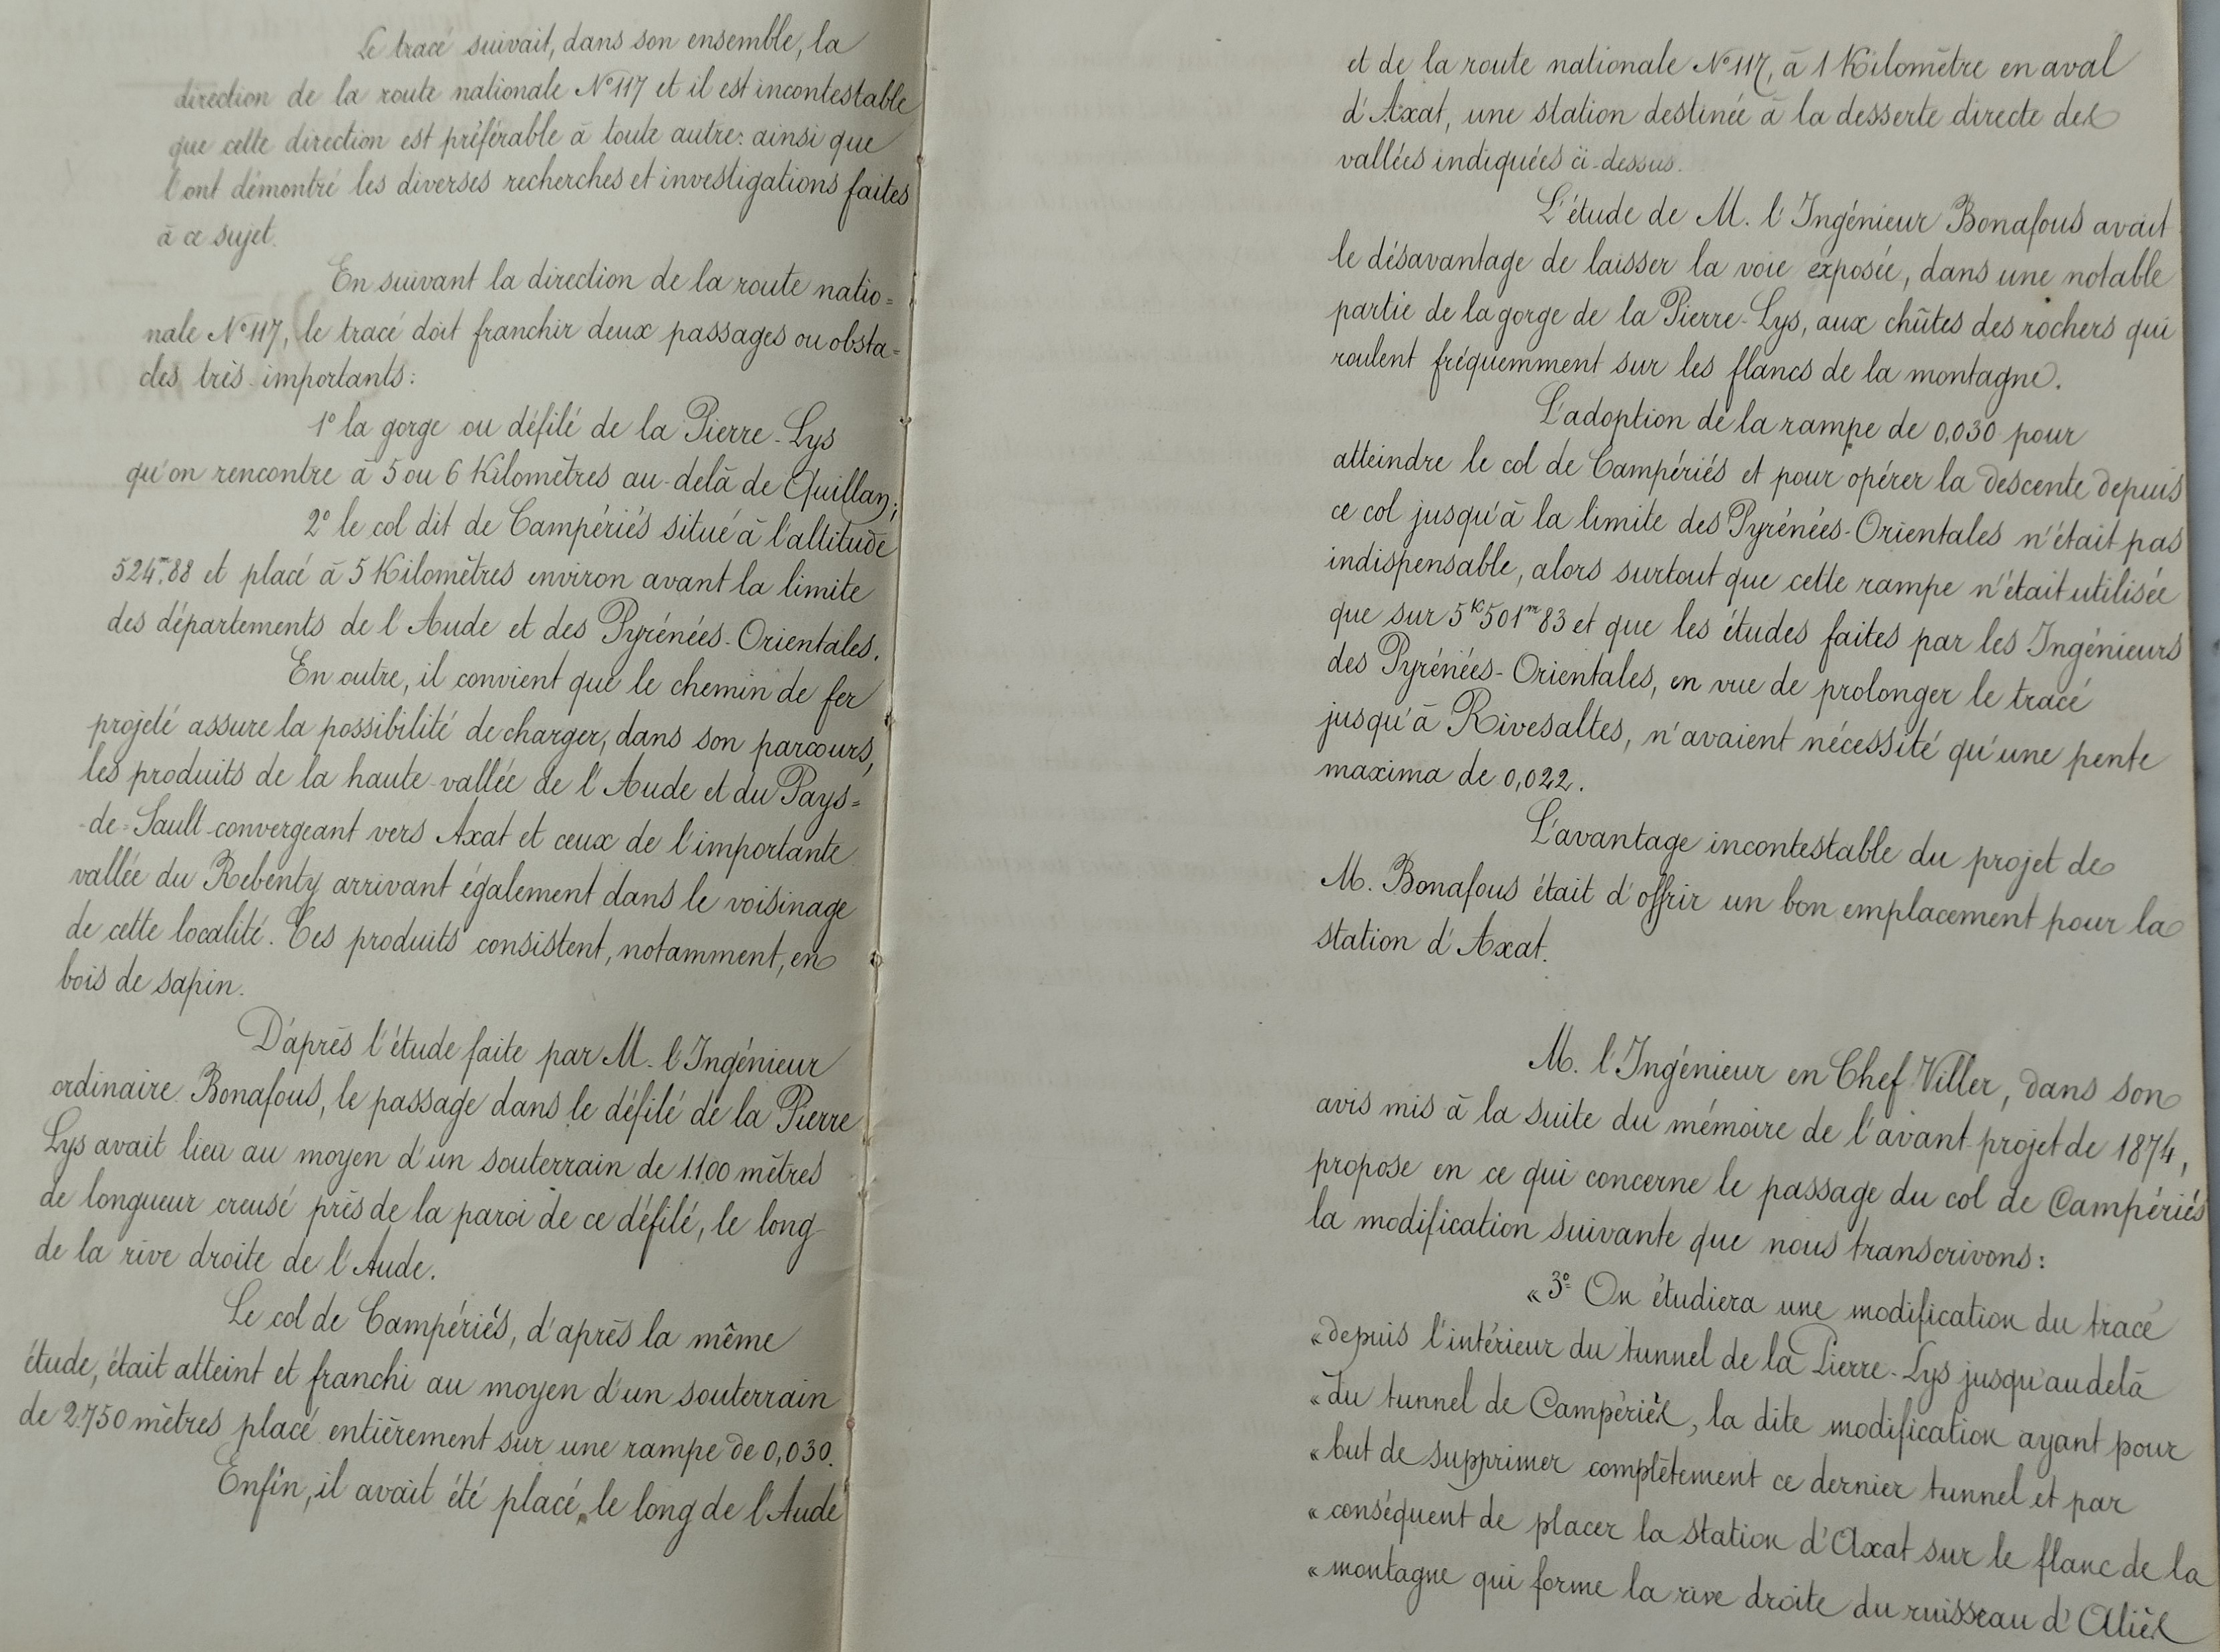 Le tracé suivait, dans son ensemble, la
direction de la route nationale N° 117 et il est incontestable
que cette direction est préférable à toute autre: ainsi que
l'ont démontré les diverses recherches et investigations faites
à ce sujet.
En suivant la direction de la route natio=
nale N° 117, le tracé doit franchir deux passages ou obsta=
cles très-importants:
1° la gorge ou défilé de la Pierre-Lys
qu'on rencontre à 5 ou 6 Kilomètres au-delà de Quillan;
2° le col dit de Campériés situé à l'altitude
524m,88 et placé à 5 Kilomètres environ avant la limite
des départements de l'Aude et des Pyrénées-Orientales.
En outre, il convient que le chemin de fer
projeté assure la possibilité de charger, dans son parcours,
les produits de la haute-vallée de l'Aude et du Pays=
-de-Sault convergeant vers Axat et ceux de l'importante
vallée du Rebenty arrivant également dans le voisinage
de cette localité. Ces produits consistent, notamment, en
bois de sapin.
D'après l'étude faite par M. l'Ingénieur
ordinaire Bonafous, le passage dans le défilé de la Pierre
Lys avait lieu au moyen d'un souterrain de 1.100 mètres
de longueur creusé près de la paroi de ce défilé, le long
de la rive droite de l'Aude.
Le col de Campériés, d'après la même
étude, était atteint et franchi au moyen d'un souterrain
de 2.750 mètres placé entièrement sur une rampe de 0,030.
Enfin, il avait été placé, le long de l'Aude
et de la route nationale N° 117, à 1 Kilomètre en aval
d'Axat, une station destinée à la desserte directe des
vallées indiquées ci-dessus.
L'étude de M. l'Ingénieur Bonafous avait
le désavantage de laisser la voie exposée, dans une notable
partie de la gorge de la Pierre-Lys, aux chûtes des rochers qui
roulent fréquemment sur les flancs de la montagne.
L'adoption de la rampe de 0,030 pour
atteindre le col de Campériés et pour opérer la descente depuis
ce col jusqu'à la limite des Pyrénées-Orientales n'était pas
indispensable, alors surtout que cette rampe n'était utilisée
que sur 5K501m83 et que les études faites par les Ingénieurs
des Pyrénées-Orientales, en vue de prolonger le tracé
jusqu'à Rivesaltes, n'avaient nécessité qu'une pente
maxima de 0,022.
L'avantage incontestable du projet de
M. Bonafous était d'offrir un bon emplacement pour la
station d'Axat.
M. l'Ingénieur en Chef Viller, dans son
avis mis à la suite du mémoire de l'avant-projet de 1874,
propose en ce qui concerne le passage du col de Campériés
la modification suivante que nous transcrivons:
« 3° On étudiera une modification du tracé
« depuis l'intérieur du tunnel de la Pierre-Lys jusqu'au delà
« du tunnel de Campériès, la dite modification ayant pour
« but de supprimer complètement ce dernier tunnel et par
« conséquent de placer la station d'Axat sur le flanc de la
« montagne qui forme la rive droite du ruisseau d'Aliès